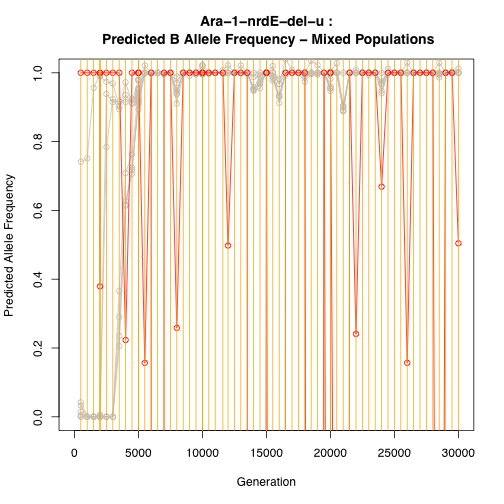 Ara−1−nrdE−del−u :
Predicted B Allele Frequency − Mixed Populations
Predicted Allele Frequency
1.0
0.8
0.6
0.4
0.2
0.0
0 5000 10000 15000 20000 25000 30000
Generation